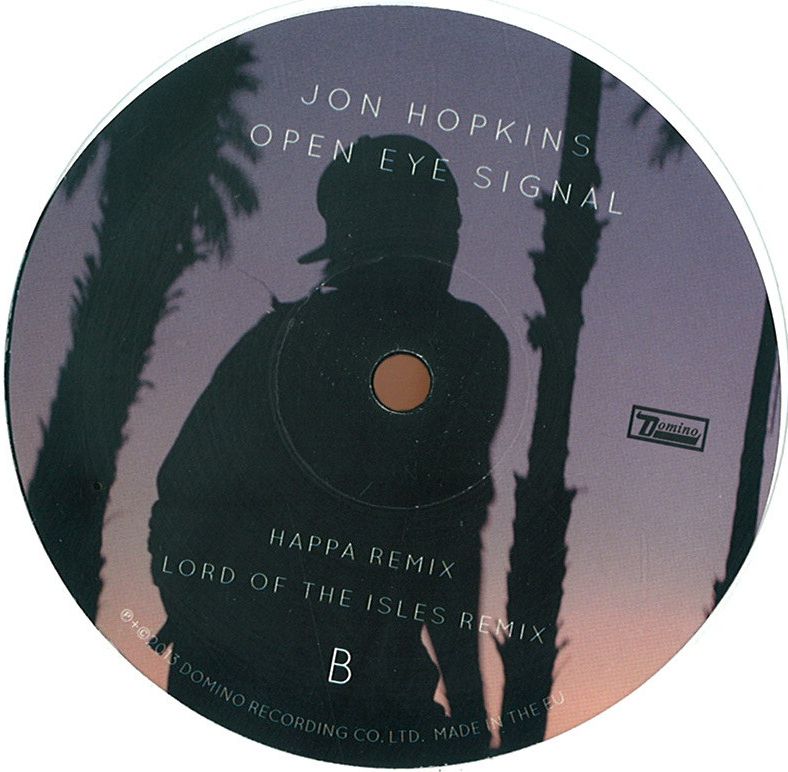 JON HOPKINS
OPEN EYE SIGNAL
Domino
HAPPA REMIX
LORD OF THE ISLES REMIX
B
℗+©2013 DOMINO RECORDING CO. LTD. MADE IN THE EU